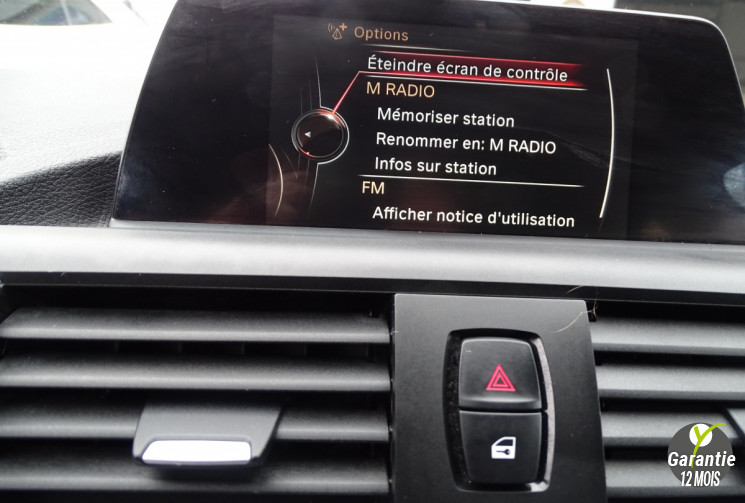 Options
Éteindre écran de contrôle
M RADIO
Mémoriser station
Renommer en: M RADIO
Infos sur station
FM
Afficher notice d'utilisation
Garantie
12 MOIS